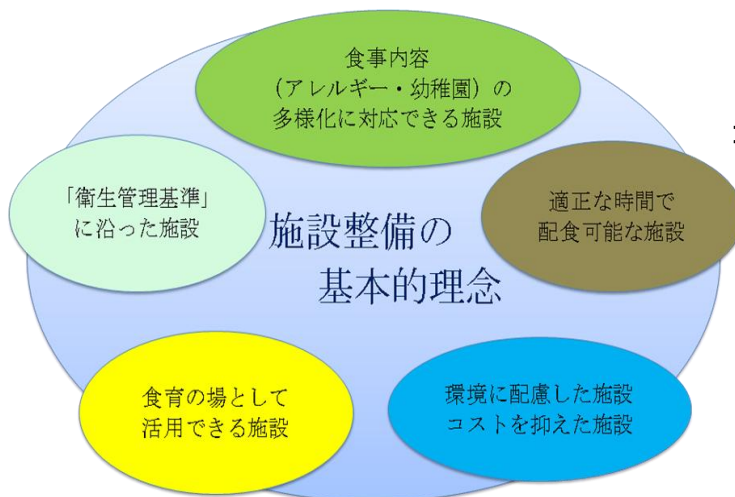 食事内容
（アレルギー・幼稚園）の
多様化に対応できる施設
「衛生管理基準」
に沿った施設
適正な時間で
配食可能な施設
施設整備の
基本的理念
食育の場として
活用できる施設
環境に配慮した施設
コストを抑えた施設